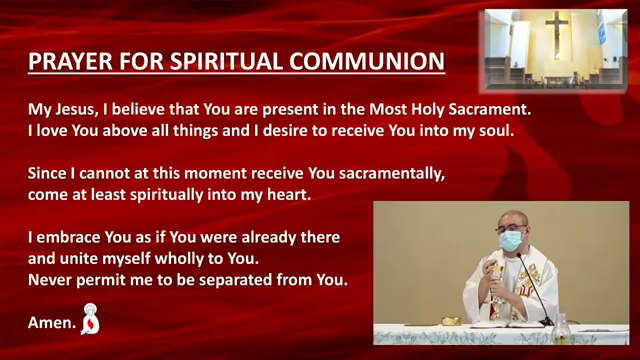 PRAYER FOR SPIRITUAL COMMUNION
My Jesus, I believe that You are present in the Most Holy Sacrament.
I love You above all things and I desire to receive You into my soul.
Since I cannot at this moment receive You sacramentally,
come at least spiritually into my heart.
I embrace You as if You were already there
and unite myself wholly to You.
Never permit me to be separated from You.
Amen.